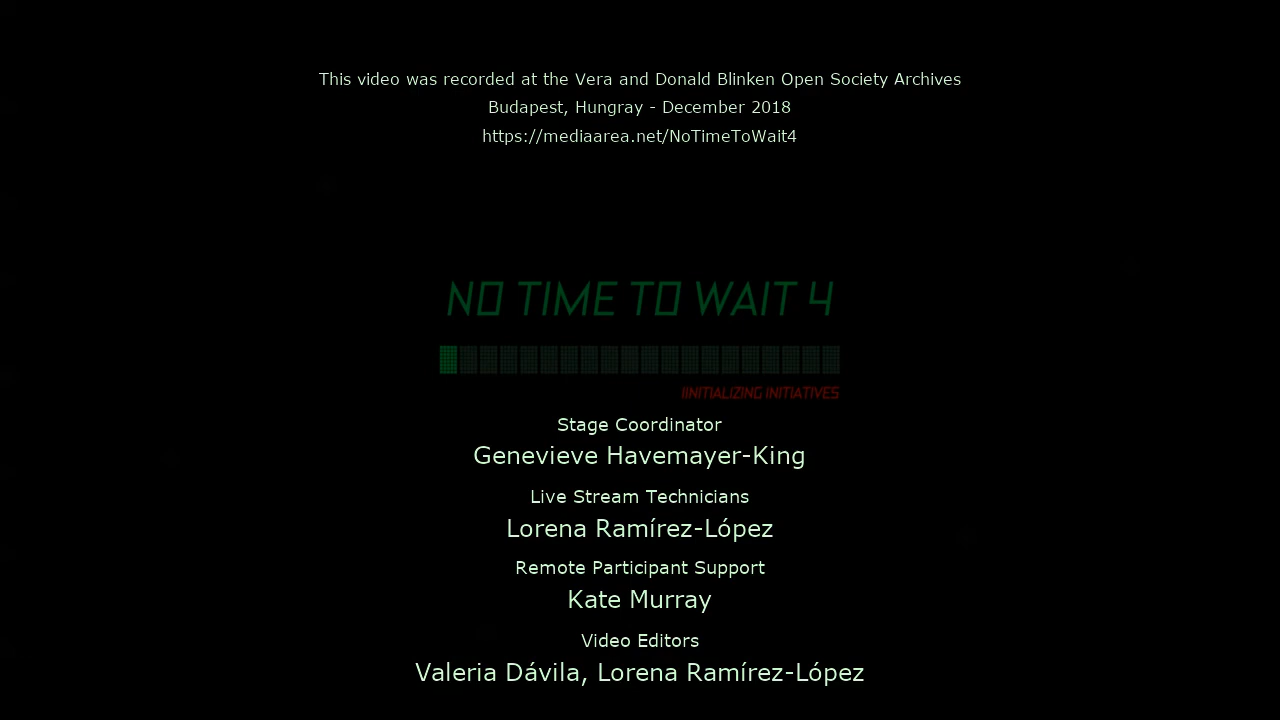 This video was recorded at the Vera and Donald Blinken Open Society Archives
Budapest, Hungray - December 2018
https://mediaarea.net/NoTimeToWait4
NO TIME TO WAIT 4
IINITIALIZING INITIATIVES
Stage Coordinator
Genevieve Havemayer-King
Live Stream Technicians
Lorena Ramírez-López
Remote Participant Support
Kate Murray
Video Editors
Valeria Dávila, Lorena Ramírez-López